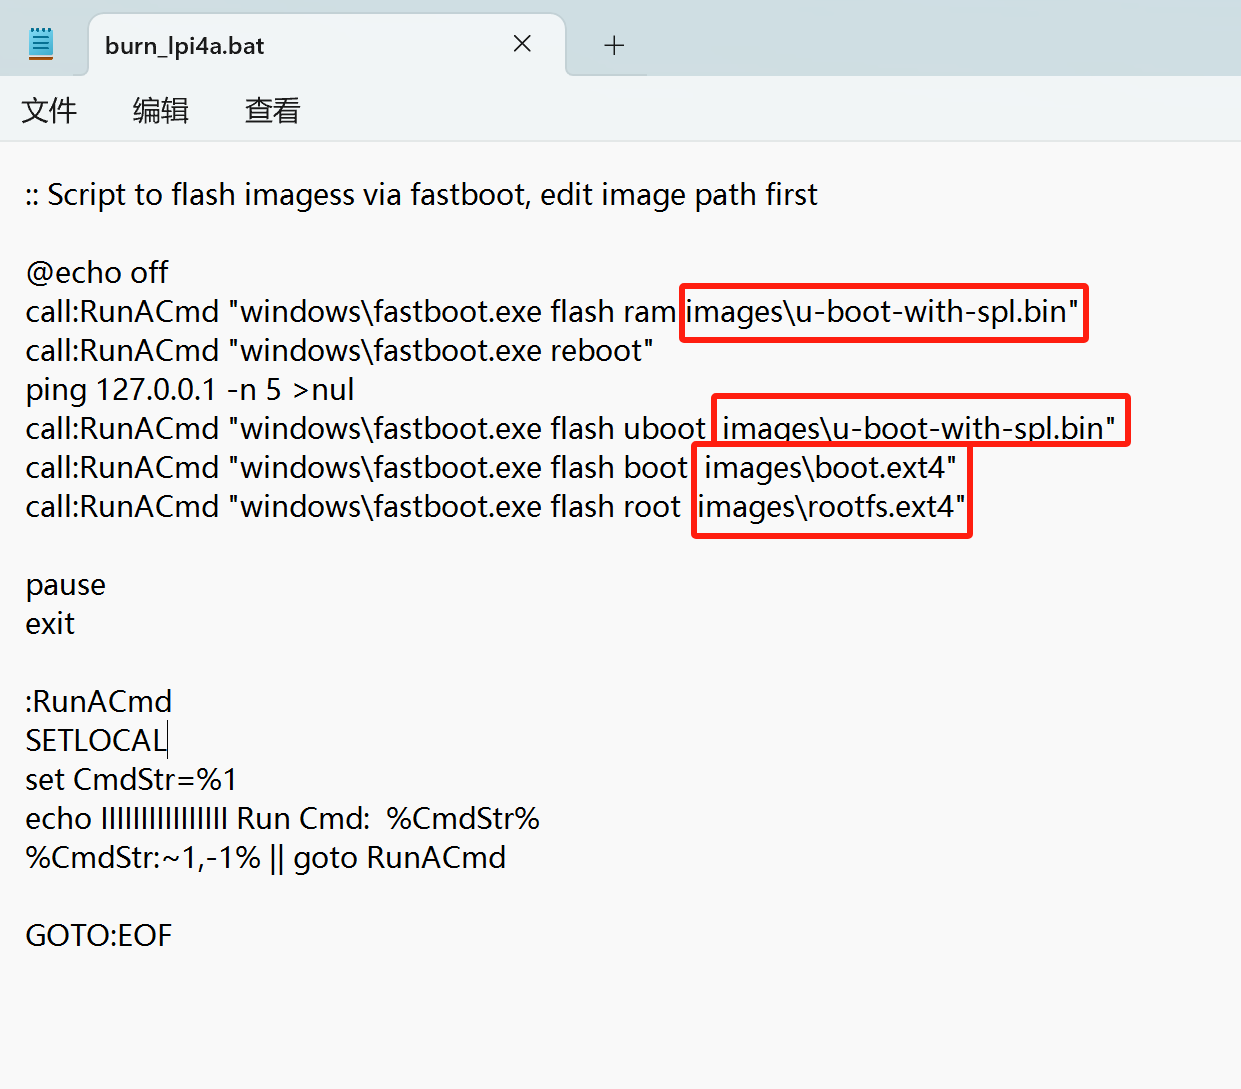 burn_lpi4a.bat
文件 编辑 查看
:: Script to flash imagess via fastboot, edit image path first
@echo off
call:RunACmd "windows\fastboot.exe flash ram images\u-boot-with-spl.bin"
call:RunACmd "windows\fastboot.exe reboot"
ping 127.0.0.1 -n 5 >nul
call:RunACmd "windows\fastboot.exe flash uboot images\u-boot-with-spl.bin"
call:RunACmd "windows\fastboot.exe flash boot images\boot.ext4"
call:RunACmd "windows\fastboot.exe flash root images\rootfs.ext4"
pause
exit
:RunACmd
SETLOCAL
set CmdStr=%1
echo IIIIIIIIIIIIIIII Run Cmd:  %CmdStr%
%CmdStr:~1,-1% || goto RunACmd
GOTO:EOF